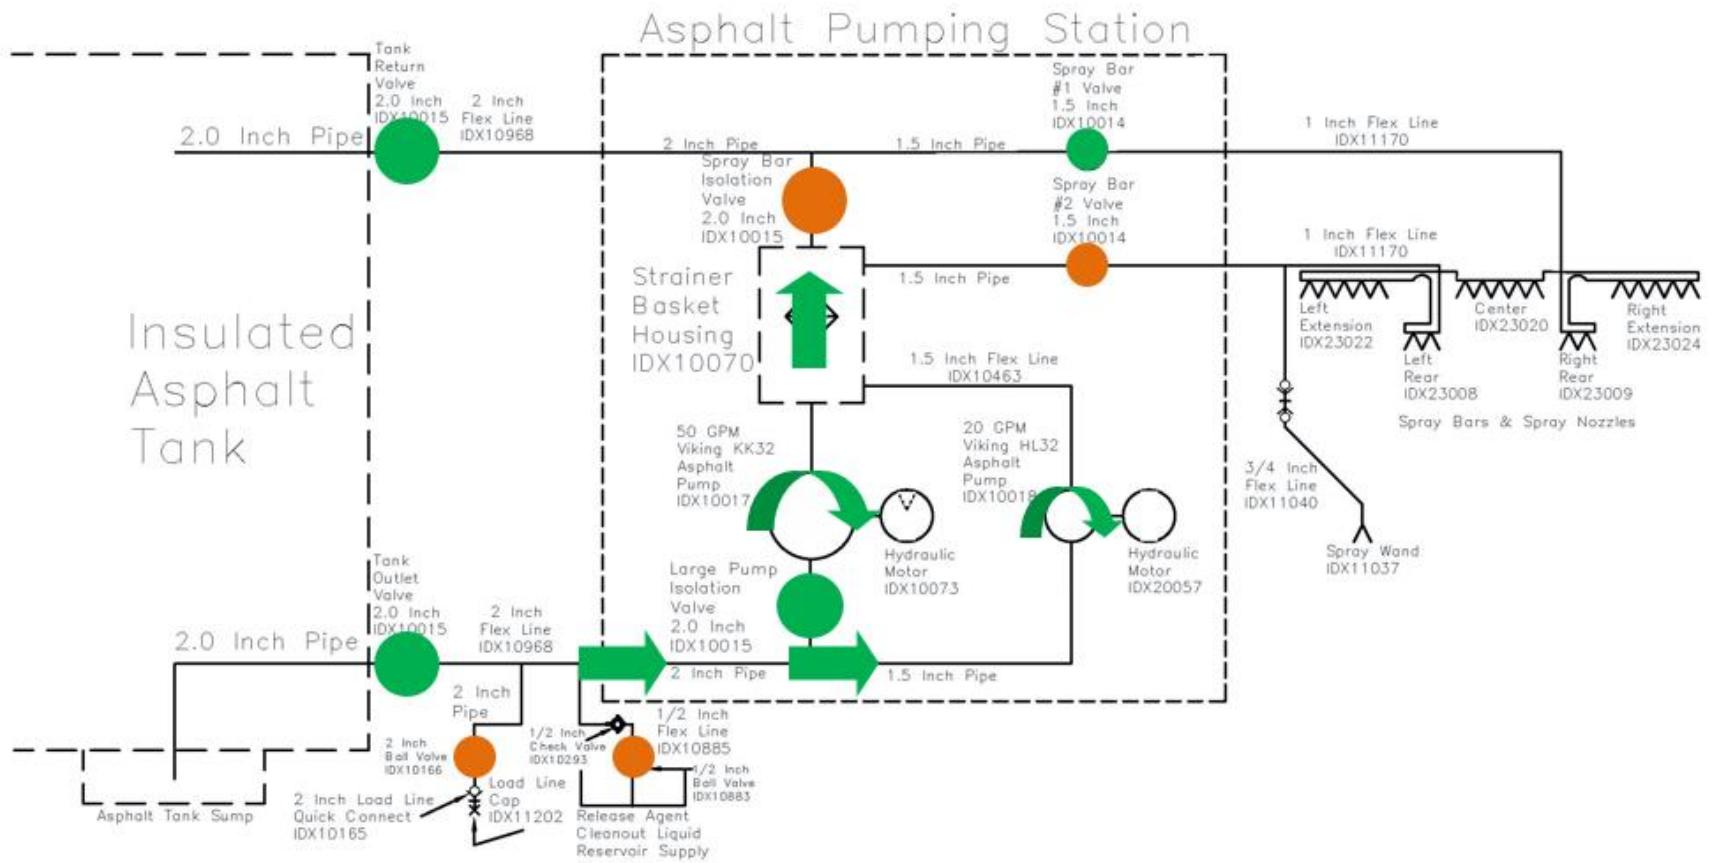 Asphalt Pumping Station
Tank
Return
Valve
2.0 Inch
IDX10015
2 Inch
Flex Line
IDX10968
2.0 Inch Pipe
2 Inch Pipe
Spray Bar
Isolation
Valve
2.0 Inch
IDX10015
1.5 Inch Pipe
Spray Bar
#1 Valve
1.5 Inch
IDX10014
1 Inch Flex Line
IDX11170
Spray Bar
#2 Valve
1.5 Inch
IDX10014
1.5 Inch Pipe
1 Inch Flex Line
IDX11170
Strainer
Basket
Housing
IDX10070
Insulated
Asphalt
Tank
Left
Extension
IDX23022
Center
IDX23020
Right
Extension
IDX23024
Left
Rear
IDX23008
Right
Rear
IDX23009
Spray Bars & Spray Nozzles
1.5 Inch Flex Line
IDX10463
50 GPM
Viking KK32
Asphalt
Pump
IDX10017
20 GPM
Viking HL32
Asphalt
Pump
IDX10018
3/4 Inch
Flex Line
IDX11040
Hydraulic
Motor
IDX10073
Hydraulic
Motor
IDX20057
Spray Wand
IDX11037
Tank
Outlet
Valve
2.0 Inch
IDX10015
2 Inch
Flex Line
IDX10968
2.0 Inch Pipe
Large Pump
Isolation
Valve
2.0 Inch
IDX10015
2 Inch Pipe
1.5 Inch Pipe
2 Inch
Pipe
2 Inch
Ball Valve
IDX10166
1/2 Inch
Check Valve
IDX10293
1/2 Inch
Flex Line
IDX10885
1/2 Inch
Ball Valve
IDX10883
Asphalt Tank Sump
2 Inch Load Line
Quick Connect
IDX10165
Load Line
Cap
IDX11202
Release Agent
Cleanout Liquid
Reservoir Supply